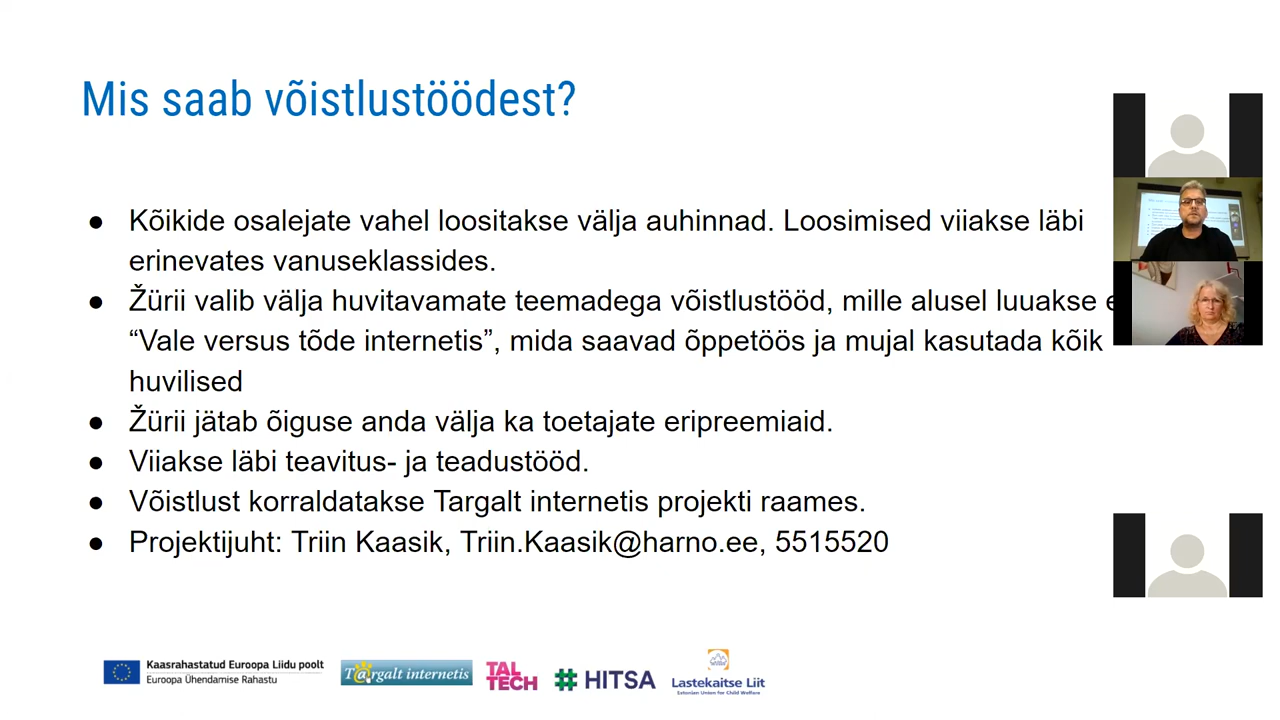 Mis saab võistlustöödest?
● Kõikide osalejate vahel loositakse välja auhinnad. Loosimised viiakse läbi
erinevates vanuseklassides.
● Žürii valib välja huvitavamate teemadega võistlustööd, mille alusel luuakse
“Vale versus tõde internetis”, mida saavad õppetöös ja mujal kasutada kõik
huvilised
● Žürii jätab õiguse anda välja ka toetajate eripreemiaid.
● Viiakse läbi teavitus- ja teadustööd.
● Võistlust korraldatakse Targalt internetis projekti raames.
● Projektijuht: Triin Kaasik, Triin.Kaasik@harno.ee, 5515520
Kaasrahastatud Euroopa Liidu poolt
Euroopa Ühendamise Rahastu
T@rgalt internetis
TAL
TECH
HITSA
Lastekaitse Liit
Estonian Union for Child Welfare